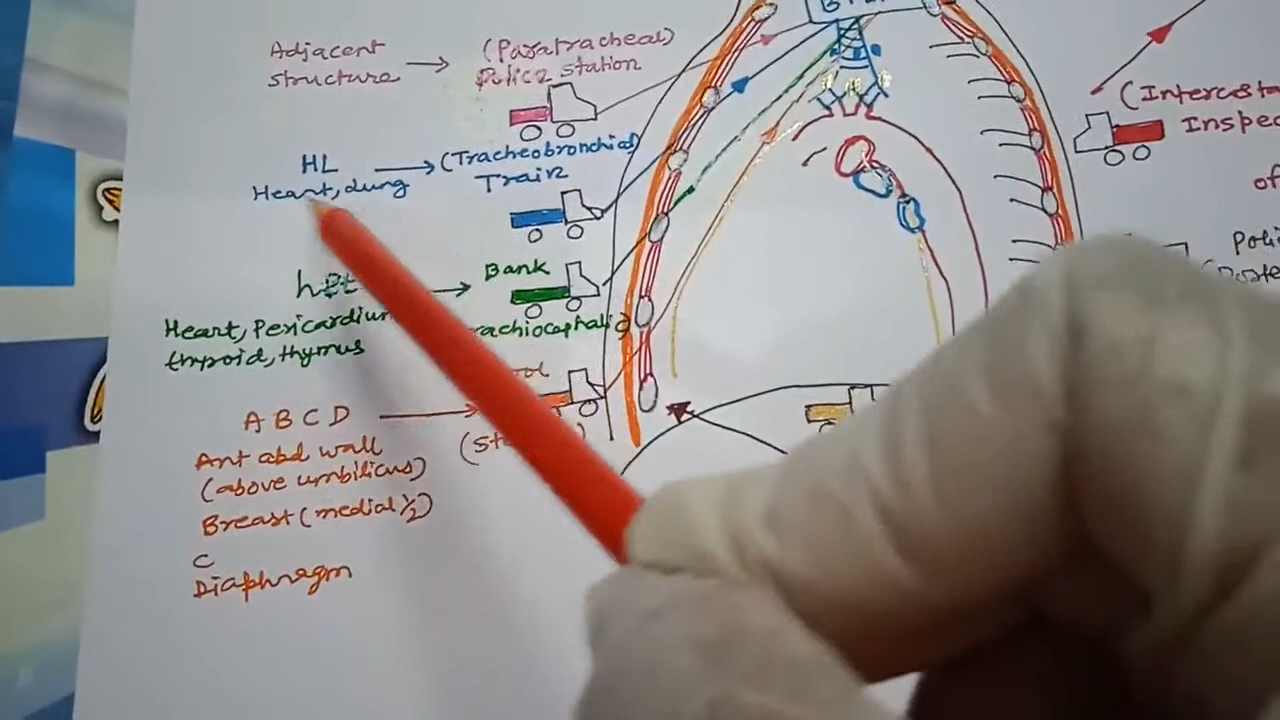 Adjacent
structure
(Paratracheal)
Police station
HL
Heart, Lung
(Tracheobronchial)
Train
Bank
Heart, Pericardium
thyroid, thymus
A B C D
Ant abd wall
(above umbilicus)
Breast (medial 1/2)
C
Diaphragm
(Intercosta
Inspec
of
Poli